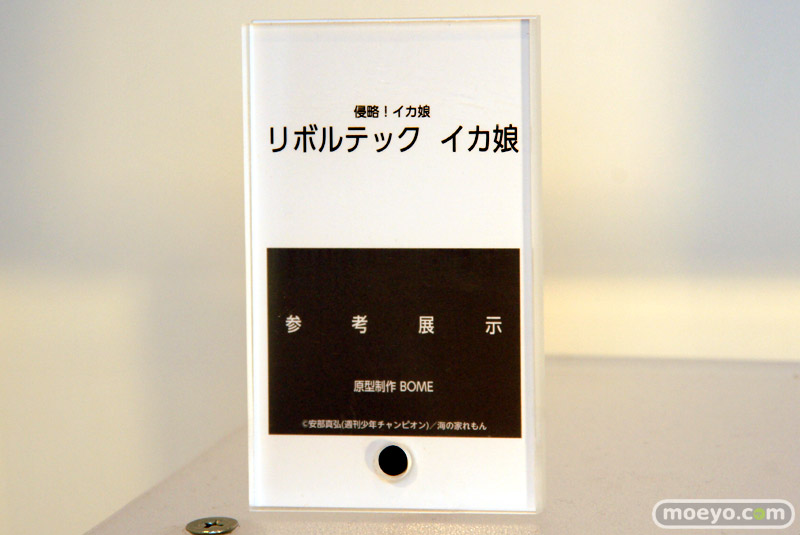 侵略！イカ娘
リボルテック イカ娘
参考展示
原型制作 BOME
©安部真弘(週刊少年チャンピオン)／海の家れもん
moeyo.com